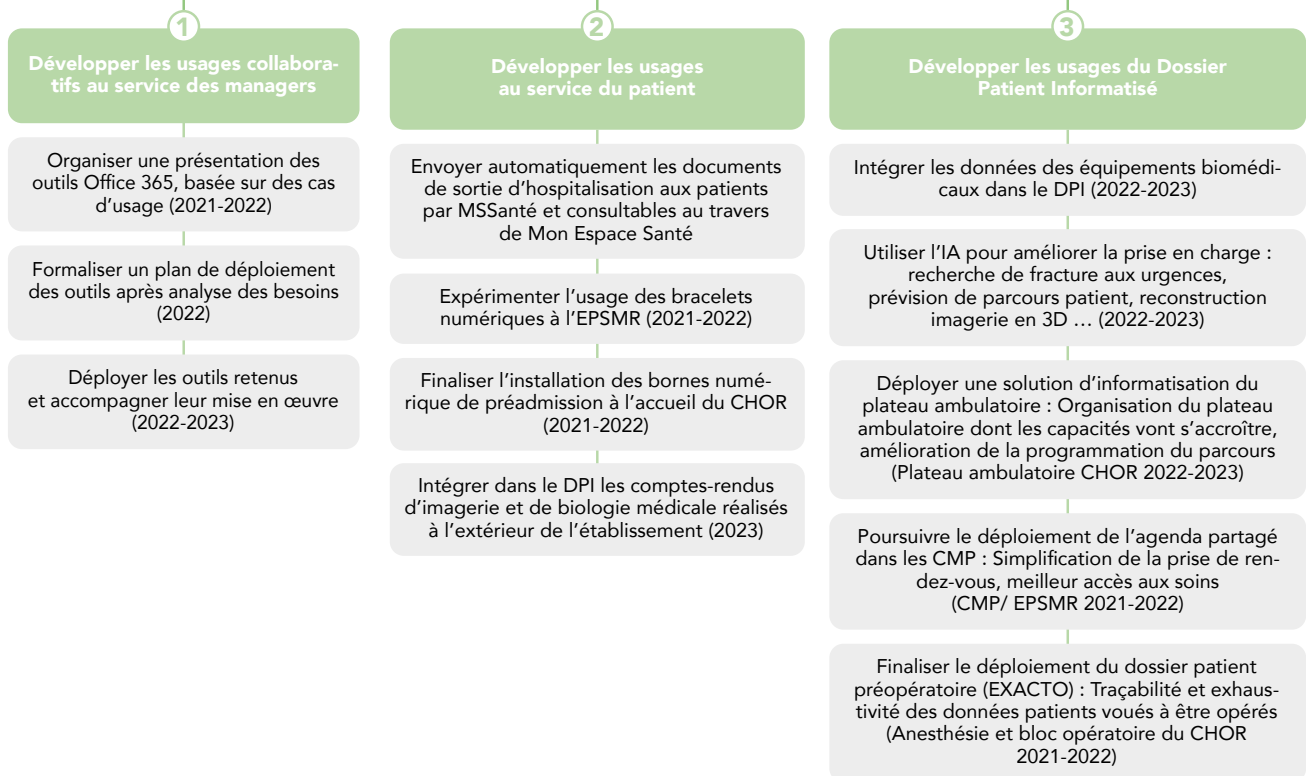 1
Développer les usages collabora-
tifs au service des managers
Organiser une présentation des
outils Office 365, basée sur des cas
d’usage (2021-2022)
Formaliser un plan de déploiement
des outils après analyse des besoins
(2022)
Déployer les outils retenus
et accompagner leur mise en œuvre
(2022-2023)
2
Développer les usages
au service du patient
Envoyer automatiquement les documents
de sortie d’hospitalisation aux patients
par MSSanté et consultables au travers
de Mon Espace Santé
Expérimenter l’usage des bracelets
numériques à l’EPSMR (2021-2022)
Finaliser l’installation des bornes numé-
rique de préadmission à l’accueil du CHOR
(2021-2022)
Intégrer dans le DPI les comptes-rendus
d’imagerie et de biologie médicale réalisés
à l’extérieur de l’établissement (2023)
3
Développer les usages du Dossier
Patient Informatisé
Intégrer les données des équipements biomédi-
caux dans le DPI (2022-2023)
Utiliser l’IA pour améliorer la prise en charge :
recherche de fracture aux urgences,
prévision de parcours patient, reconstruction
imagerie en 3D … (2022-2023)
Déployer une solution d’informatisation du
plateau ambulatoire : Organisation du plateau
ambulatoire dont les capacités vont s’accroître,
amélioration de la programmation du parcours
(Plateau ambulatoire CHOR 2022-2023)
Poursuivre le déploiement de l’agenda partagé
dans les CMP : Simplification de la prise de ren-
dez-vous, meilleur accès aux soins
(CMP/ EPSMR 2021-2022)
Finaliser le déploiement du dossier patient
préopératoire (EXACTO) : Traçabilité et exhaus-
tivité des données patients voués à être opérés
(Anesthésie et bloc opératoire du CHOR
2021-2022)